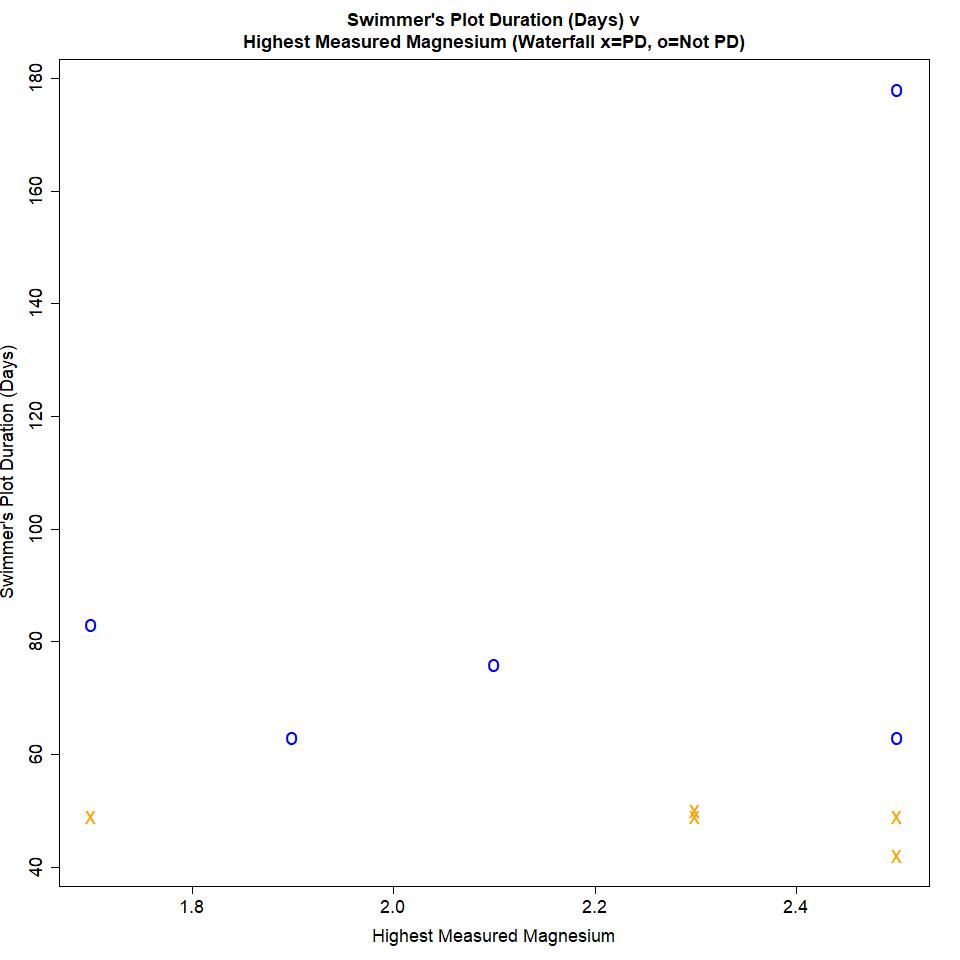 Swimmer's Plot Duration (Days) v
Highest Measured Magnesium (Waterfall x=PD, o=Not PD)
Swimmer's Plot Duration (Days)
180
160
140
120
100
80
60
40
o
o
o
o
o
x
x
x
x
x
1.8 2.0 2.2 2.4
Highest Measured Magnesium